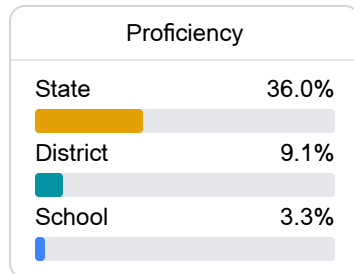 Proficiency
State 36.0%
District 9.1%
School 3.3%